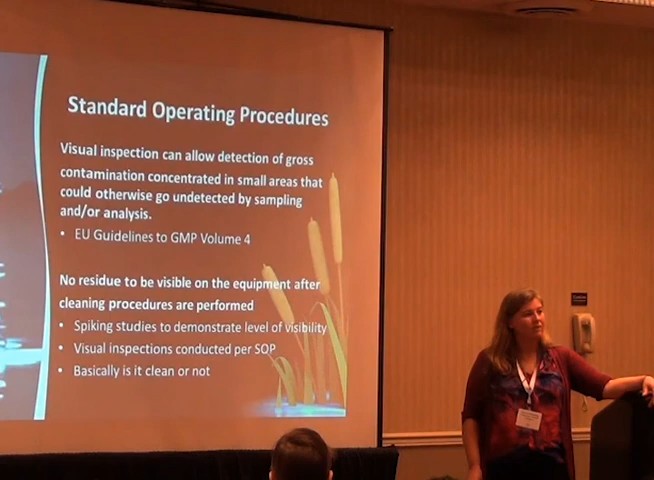 Standard Operating Procedures
Visual inspection can allow detection of gross
contamination concentrated in small areas that
could otherwise go undetected by sampling
and/or analysis.
• EU Guidelines to GMP Volume 4
No residue to be visible on the equipment after
cleaning procedures are performed
• Spiking studies to demonstrate level of visibility
• Visual inspections conducted per SOP
• Basically is it clean or not